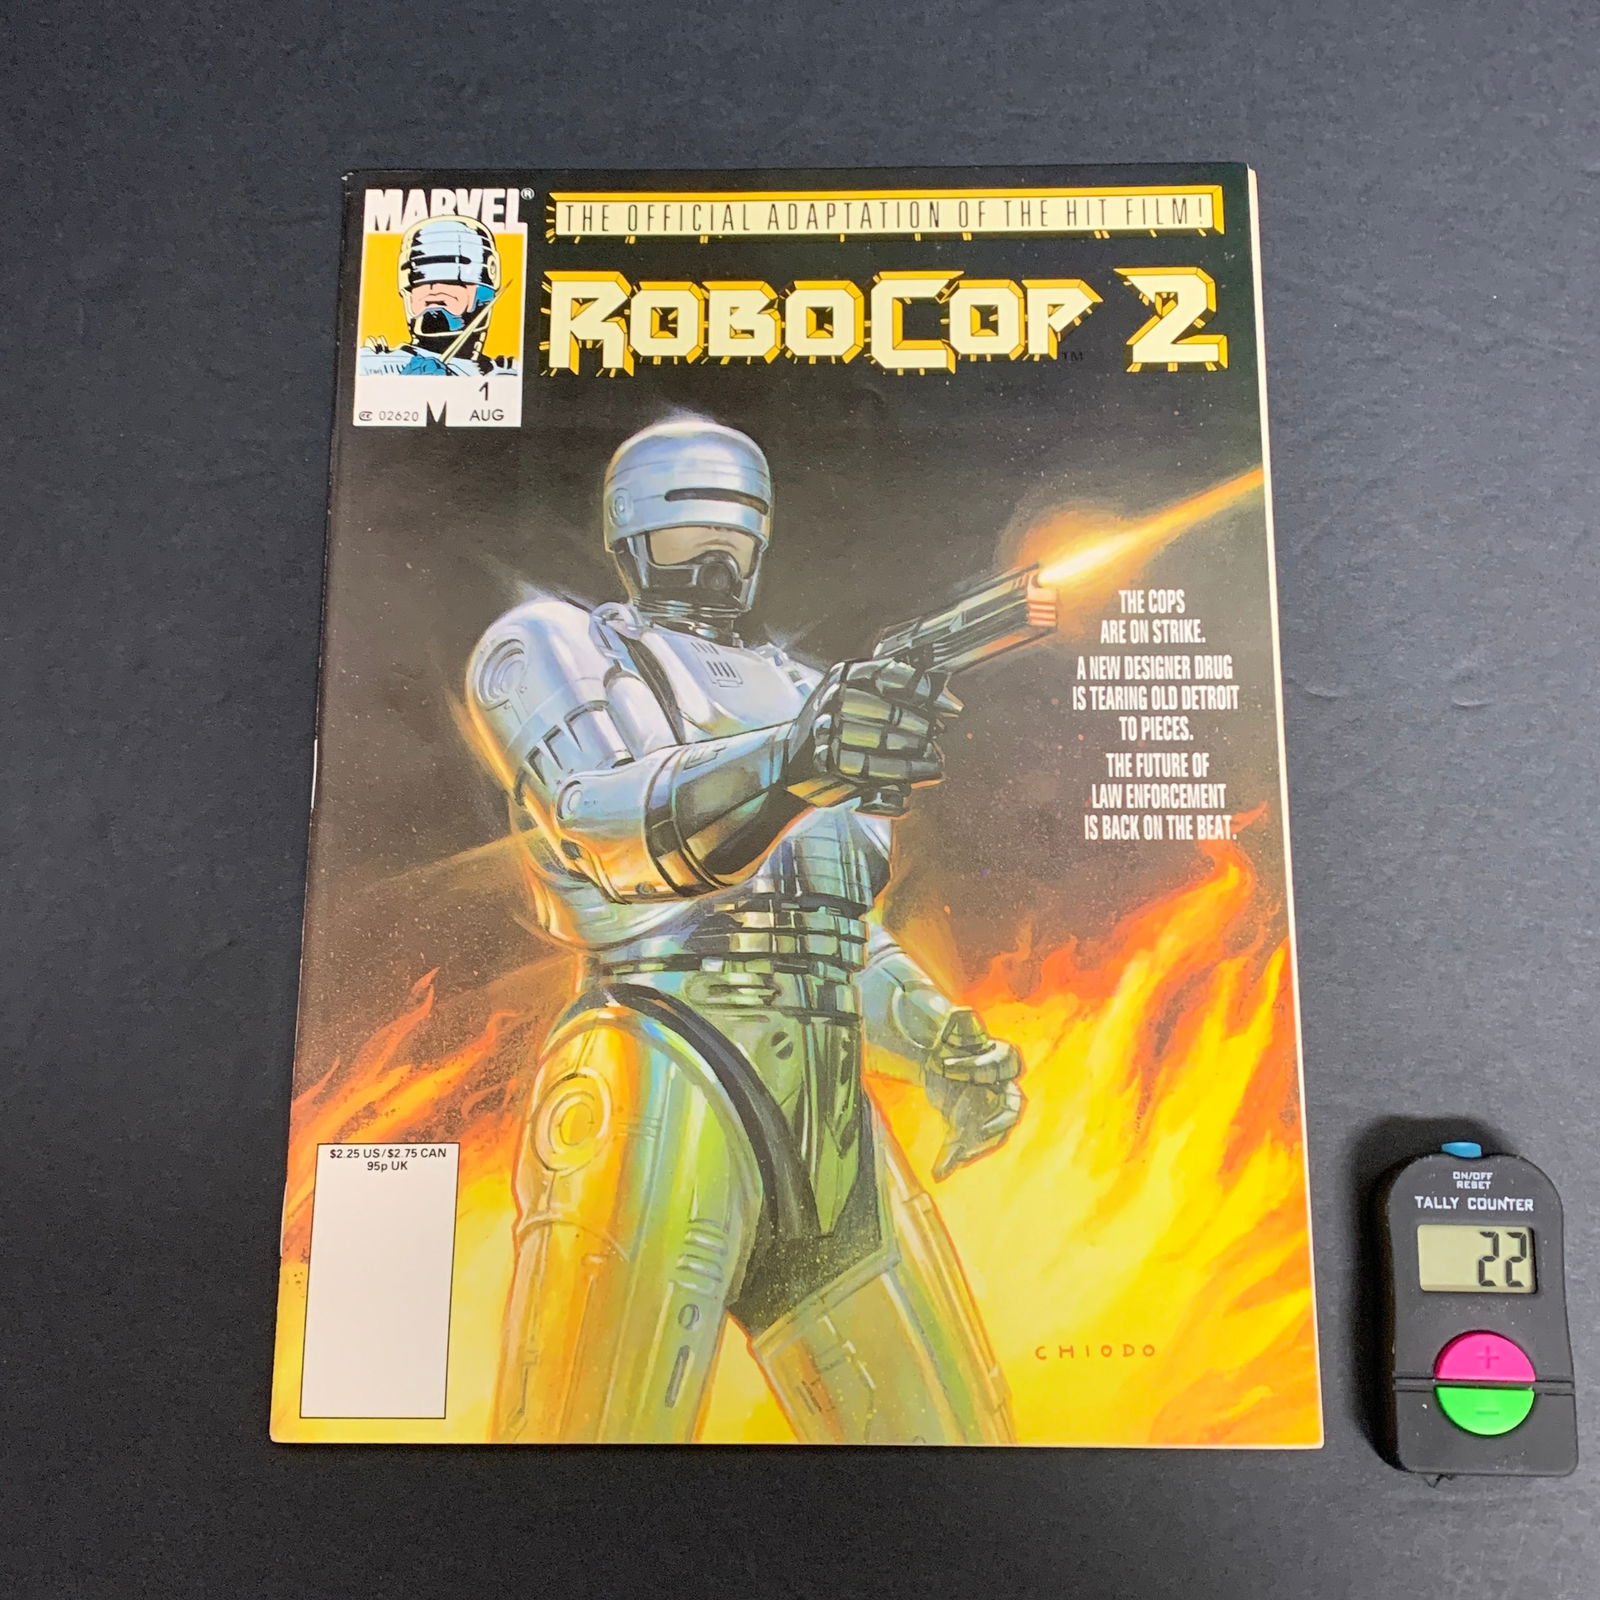 MARVEL®
THE OFFICIAL ADAPTATION OF THE HIT FILM!
ROBOCOP 2
TM
1
CC 02620 M AUG
THE COPS
ARE ON STRIKE.
A NEW DESIGNER DRUG
IS TEARING OLD DETROIT
TO PIECES.
THE FUTURE OF
LAW ENFORCEMENT
IS BACK ON THE BEAT.
$2.25 US/$2.75 CAN
95p UK
CHIODO
ON/OFF
RESET
TALLY COUNTER
22
+
−